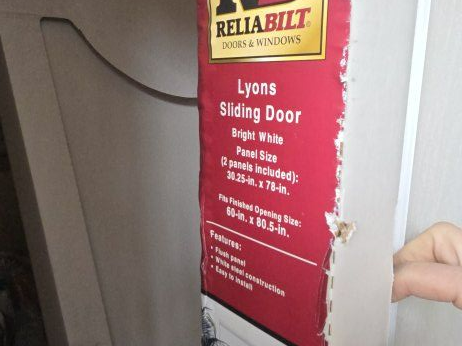 RELIABILT®
DOORS & WINDOWS
Lyons
Sliding Door
Bright White
Panel Size
(2 panels included):
30.25-in. x 78-in.
Fits Finished Opening Size:
60-in. x 80.5-in.
Features:
• Flush panel
• White steel construction
• Easy to install